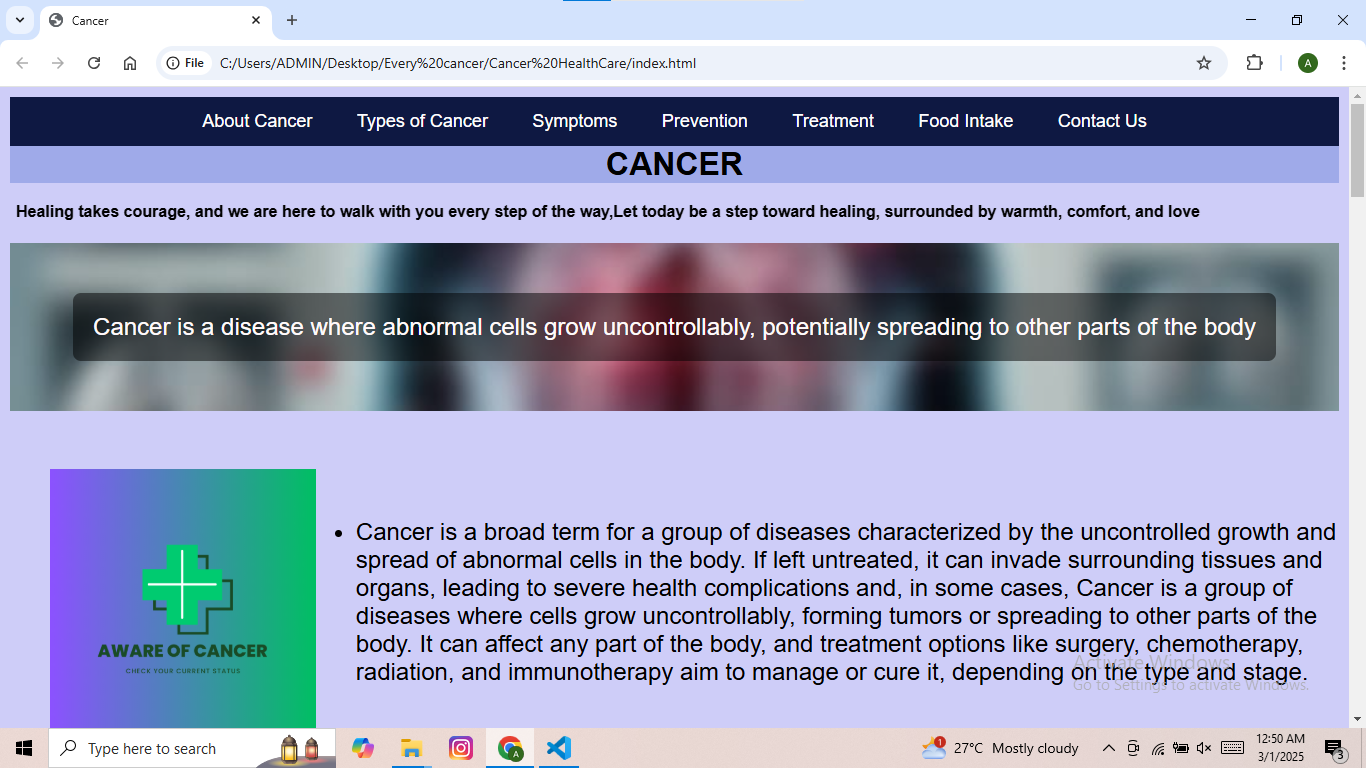 Cancer
File
C:/Users/ADMIN/Desktop/Every%20cancer/Cancer%20HealthCare/index.html
A
About Cancer Types of Cancer Symptoms Prevention Treatment Food Intake Contact Us
CANCER
Healing takes courage, and we are here to walk with you every step of the way,Let today be a step toward healing, surrounded by warmth, comfort, and love
Cancer is a disease where abnormal cells grow uncontrollably, potentially spreading to other parts of the body
AWARE OF CANCER
CHECK YOUR CURRENT STATUS
• Cancer is a broad term for a group of diseases characterized by the uncontrolled growth and
spread of abnormal cells in the body. If left untreated, it can invade surrounding tissues and
organs, leading to severe health complications and, in some cases, Cancer is a group of
diseases where cells grow uncontrollably, forming tumors or spreading to other parts of the
body. It can affect any part of the body, and treatment options like surgery, chemotherapy,
radiation, and immunotherapy aim to manage or cure it, depending on the type and stage.
Activate Windows
Go to Settings to activate Windows.
Type here to search
A
1
27°C Mostly cloudy
12:50 AM
3/1/2025
3